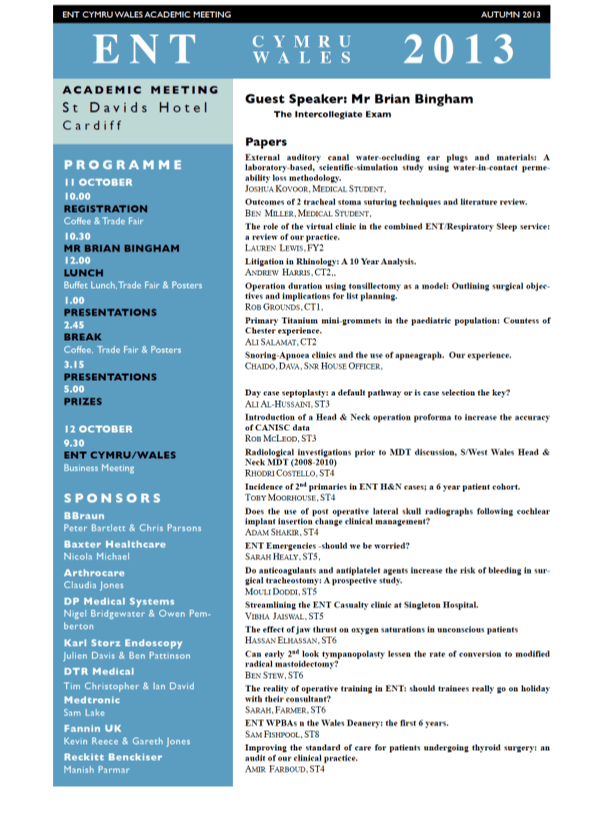 ENT CYMRU WALES ACADEMIC MEETING AUTUMN 2013
ENT CYMRU WALES 2013
ACADEMIC MEETING
St Davids Hotel
Cardiff
PROGRAMME
11 OCTOBER
10.00
REGISTRATION
Coffee & Trade Fair
10.30
MR BRIAN BINGHAM
12.00
LUNCH
Buffet Lunch, Trade Fair & Posters
1.00
PRESENTATIONS
2.45
BREAK
Coffee, Trade Fair & Posters
3.15
PRESENTATIONS
5.00
PRIZES
12 OCTOBER
9.30
ENT CYMRU/WALES
Business Meeting
SPONSORS
BBraun
Peter Bartlett & Chris Parsons
Baxter Healthcare
Nicola Michael
Arthrocare
Claudia Jones
DP Medical Systems
Nigel Bridgewater & Owen Pem-
berton
Karl Storz Endoscopy
Julien Davis & Ben Pattinson
DTR Medical
Tim Christopher & Ian David
Medtronic
Sam Lake
Fannin UK
Kevin Reece & Gareth Jones
Reckitt Benckiser
Manish Parmar
Guest Speaker: Mr Brian Bingham
The Intercollegiate Exam
Papers
External auditory canal water-occluding ear plugs and materials: A
laboratory-based, scientific-simulation study using water-in-contact perme-
ability loss methodology.
JOSHUA KOVOOR, MEDICAL STUDENT,
Outcomes of 2 tracheal stoma suturing techniques and literature review.
BEN MILLER, MEDICAL STUDENT,
The role of the virtual clinic in the combined ENT/Respiratory Sleep service:
a review of our practice.
LAUREN LEWIS, FY2
Litigation in Rhinology: A 10 Year Analysis.
ANDREW HARRIS, CT2,.
Operation duration using tonsillectomy as a model: Outlining surgical objec-
tives and implications for list planning.
ROB GROUNDS, CT1,
Primary Titanium mini-grommets in the paediatric population: Countess of
Chester experience.
ALI SALAMAT, CT2
Snoring-Apnoea clinics and the use of apneagraph. Our experience.
CHAIDO, DAVA, SNR HOUSE OFFICER,
Day case septoplasty: a default pathway or is case selection the key?
ALI AL-HUSSAINI, ST3
Introduction of a Head & Neck operation proforma to increase the accuracy
of CANISC data
ROB MCLEOD, ST3
Radiological investigations prior to MDT discussion, S/West Wales Head &
Neck MDT (2008-2010)
RHODRI COSTELLO, ST4
Incidence of 2nd primaries in ENT H&N cases; a 6 year patient cohort.
TOBY MOORHOUSE, ST4
Does the use of post operative lateral skull radiographs following cochlear
implant insertion change clinical management?
ADAM SHAKIR, ST4
ENT Emergencies -should we be worried?
SARAH HEALY, ST5,
Do anticoagulants and antiplatelet agents increase the risk of bleeding in sur-
gical tracheostomy: A prospective study.
MOULI DODDI, ST5
Streamlining the ENT Casualty clinic at Singleton Hospital.
VIBHA JAISWAL, ST5
The effect of jaw thrust on oxygen saturations in unconscious patients
HASSAN ELHASSAN, ST6
Can early 2nd look tympanoplasty lessen the rate of conversion to modified
radical mastoidectomy?
BEN STEW, ST6
The reality of operative training in ENT: should trainees really go on holiday
with their consultant?
SARAH, FARMER, ST6
ENT WPBAs n the Wales Deanery: the first 6 years.
SAM FISHPOOL, ST8
Improving the standard of care for patients undergoing thyroid surgery: an
audit of our clinical practice.
AMIR FARBOUD, ST4